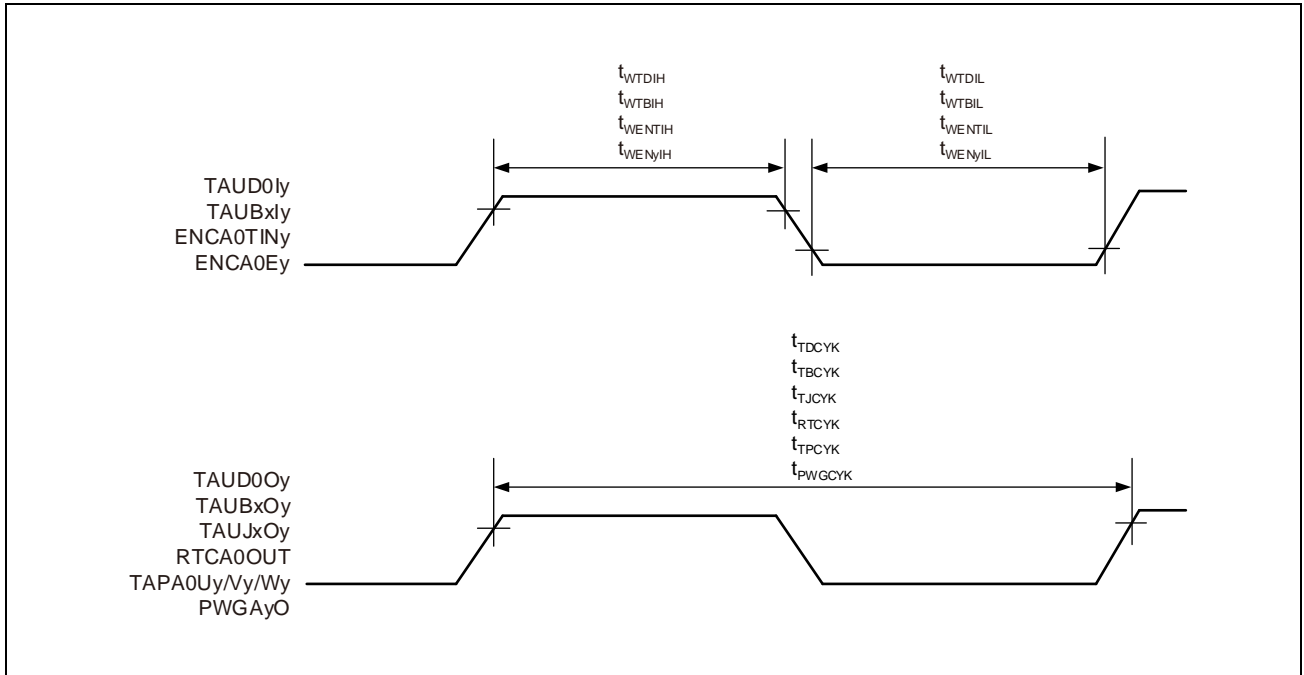 tWTDIH
tWTBIH
tWENTIH
tWENyIH
tWTDIL
tWTBIL
tWENTIL
tWENyIL
TAUD0Iy
TAUBxIy
ENCA0TINy
ENCA0Ey
tTDCYK
tTBCYK
tTJCYK
tRTCYK
tTPCYK
tPWGCYK
TAUD0Oy
TAUBxOy
TAUJxOy
RTCA0OUT
TAPA0Uy/Vy/Wy
PWGAyO